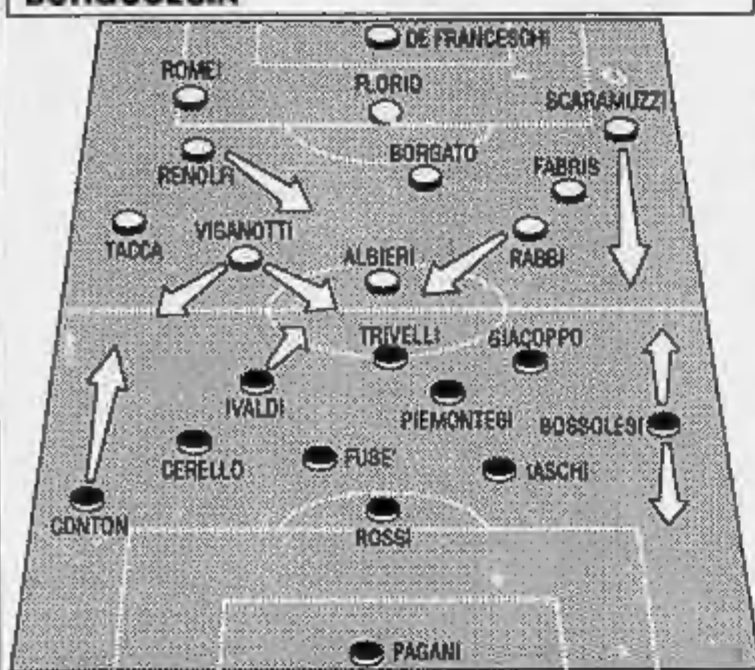 DE FRANCESCHI
ROMEI
FLORIO
SCARAMUZZI
BORGATO
FABRIS
TACCA
VIGANOTTI
ALBIERI
RABBI
TRIVELLI
GIACOPPO
IVALDI
PIEMONTESI
BOSSOLESI
CERELLO
FUSE'
IASCHI
CONTON
ROSSI
PAGANI